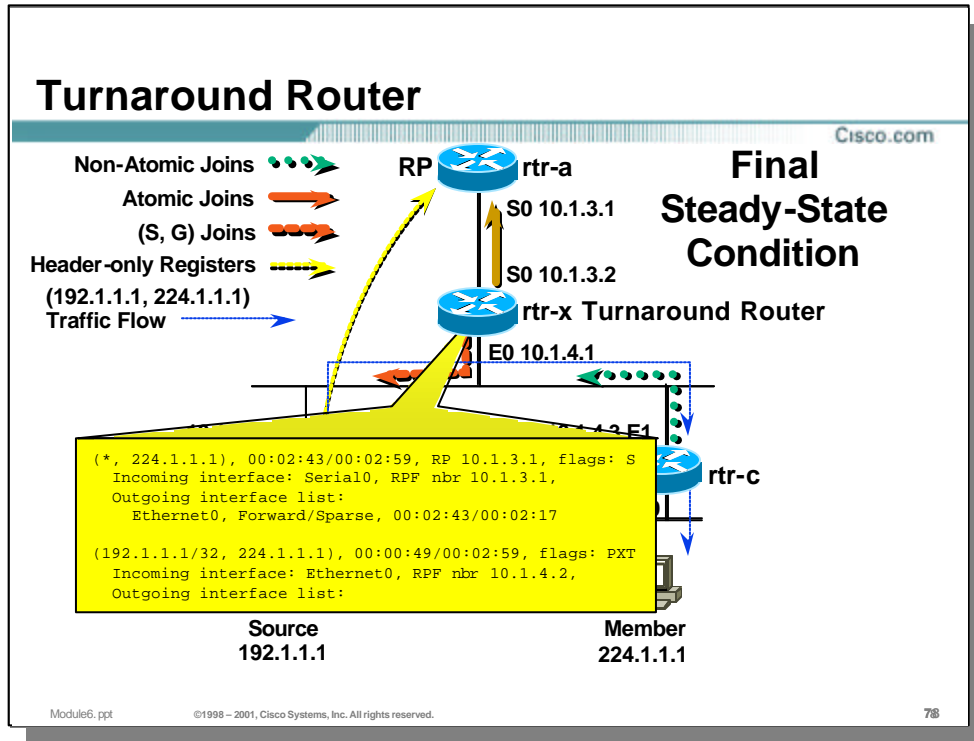 Turnaround Router
Cisco.com
Non-Atomic Joins
Atomic Joins
(S, G) Joins
Header-only Registers
(192.1.1.1, 224.1.1.1)
Traffic Flow
RP
rtr-a
Final
Steady-State
Condition
S0 10.1.3.1
S0 10.1.3.2
rtr-x Turnaround Router
E0 10.1.4.1
E1
rtr-c
(*, 224.1.1.1), 00:02:43/00:02:59, RP 10.1.3.1, flags: S
Incoming interface: Serial0, RPF nbr 10.1.3.1,
Outgoing interface list:
Ethernet0, Forward/Sparse, 00:02:43/00:02:17
(192.1.1.1/32, 224.1.1.1), 00:00:49/00:02:59, flags: PXT
Incoming interface: Ethernet0, RPF nbr 10.1.4.2,
Outgoing interface list:
Source
192.1.1.1
Member
224.1.1.1
Module6.ppt
©1998 – 2001, Cisco Systems, Inc. All rights reserved.